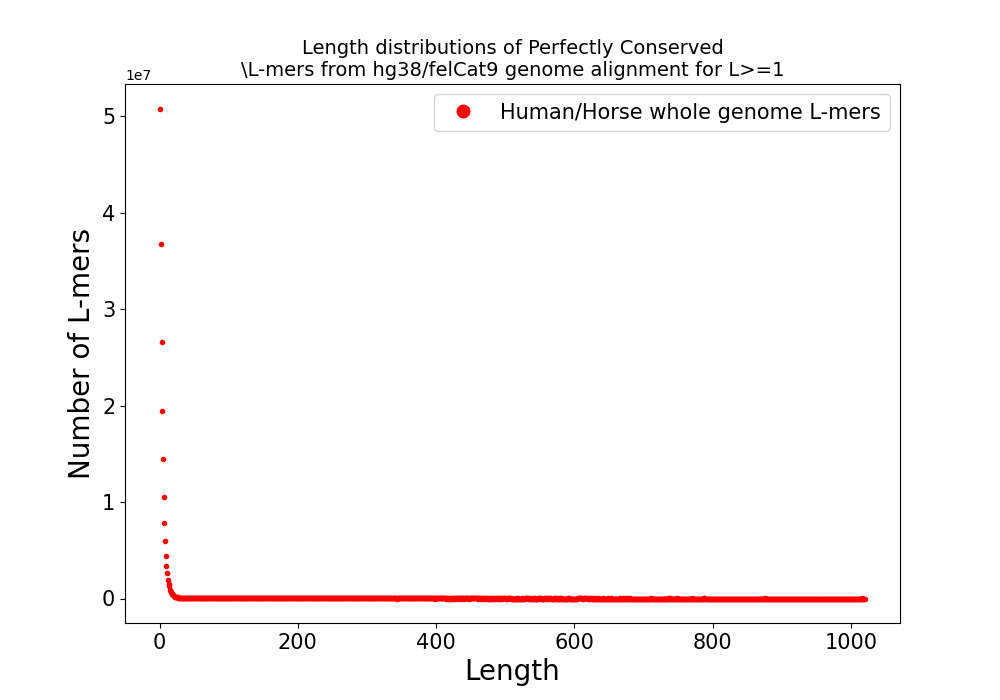 Length distributions of Perfectly Conserved
\L-mers from hg38/felCat9 genome alignment for L>=1
1e7
Human/Horse whole genome L-mers
5
4
3
2
1
0
Number of L-mers
0 200 400 600 800 1000
Length